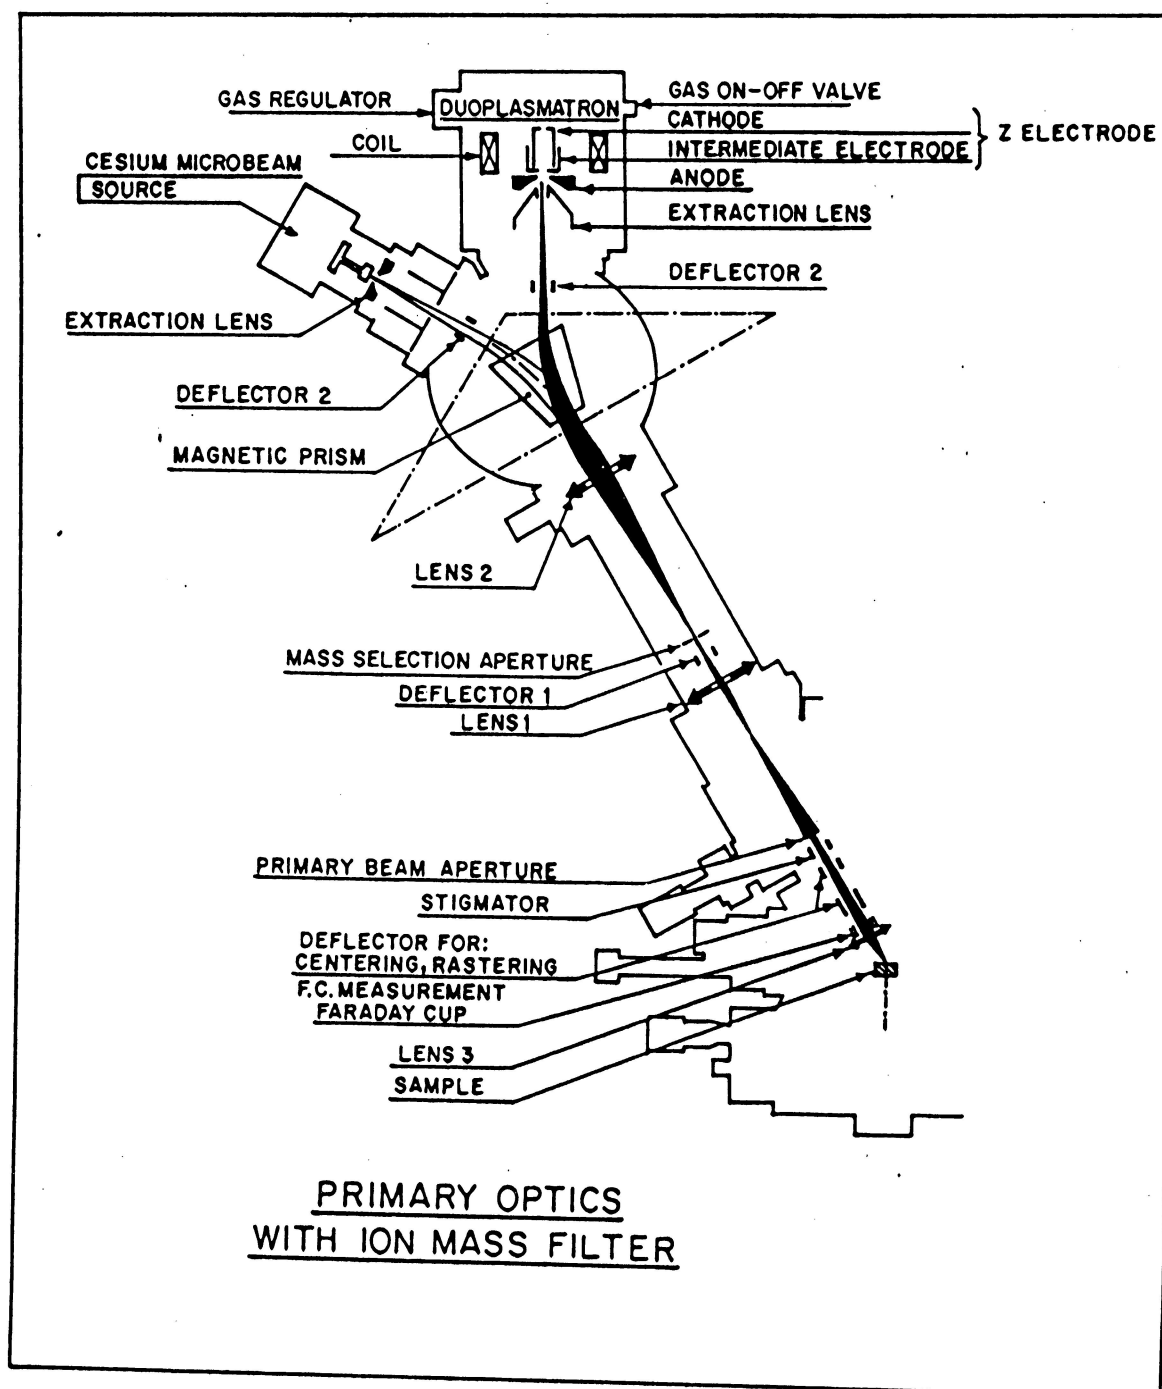 GAS REGULATOR
DUOPLASMATRON
GAS ON-OFF VALVE
CATHODE
Z ELECTRODE
COIL
INTERMEDIATE ELECTRODE
CESIUM MICROBEAM
SOURCE
ANODE
EXTRACTION LENS
DEFLECTOR 2
EXTRACTION LENS
DEFLECTOR 2
MAGNETIC PRISM
LENS 2
MASS SELECTION APERTURE
DEFLECTOR 1
LENS 1
PRIMARY BEAM APERTURE
STIGMATOR
DEFLECTOR FOR:
CENTERING, RASTERING
F.C. MEASUREMENT
FARADAY CUP
LENS 3
SAMPLE
PRIMARY OPTICS
WITH ION MASS FILTER